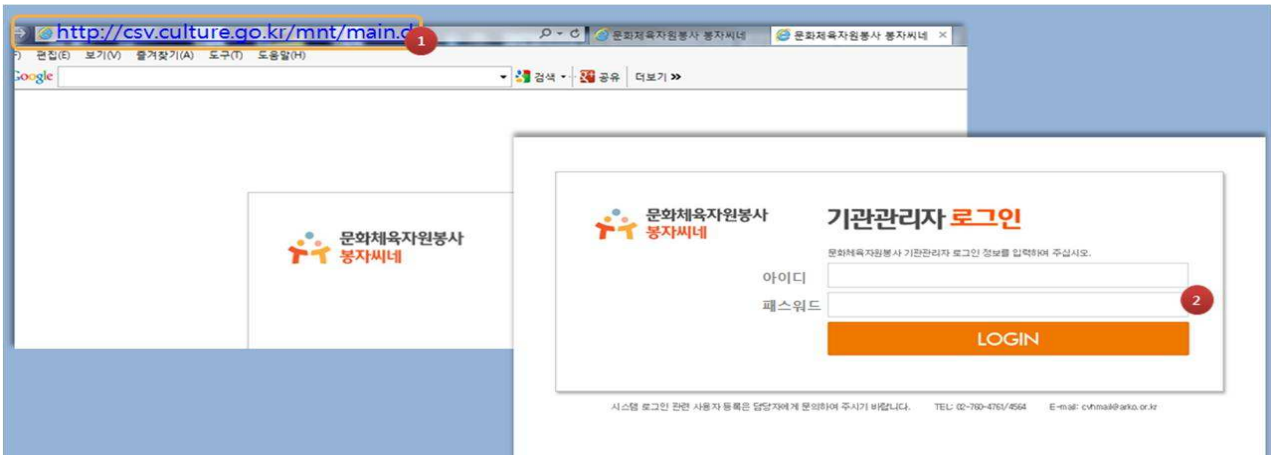 http://csv.culture.go.kr/mnt/main.d
1
문화체육자원봉사 봉자씨네
문화체육자원봉사 봉자씨네
편집(E) 보기(V) 즐겨찾기(A) 도구(T) 도움말(H)
Google
검색
공유
더보기 »
문화체육자원봉사
봉자씨네
문화체육자원봉사
봉자씨네
기관관리자 로그인
문화체육자원봉사 기관관리자 로그인 정보를 입력하여 주십시오.
아이디
패스워드
2
LOGIN
시스템 로그인 관련 사용자 등록은 담당자에게 문의하여 주시기 바랍니다. TEL: 02-760-4761/4564 E-mail: cvhmail@arko.or.kr